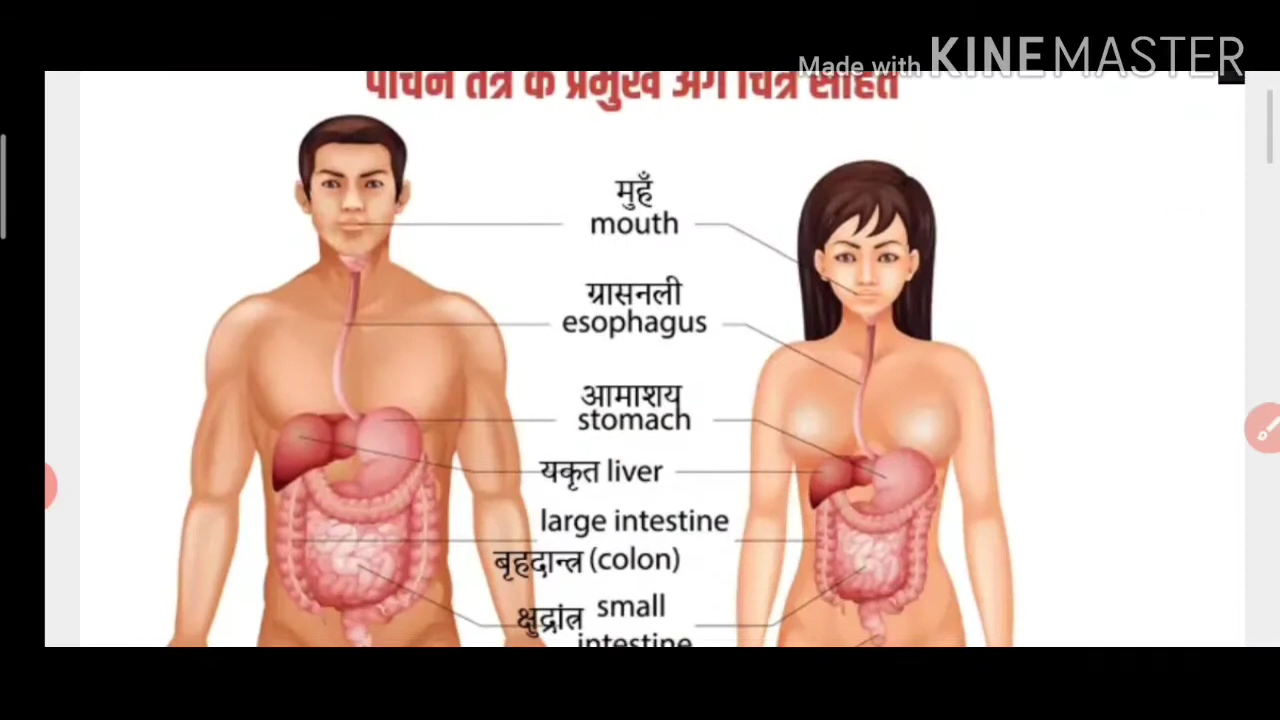 Made with KINEMASTER
पाचन तंत्र के प्रमुख अंग चित्र सहित
मुहँ
mouth
ग्रासनली
esophagus
आमाशय
stomach
यकृत liver
large intestine
बृहदान्त्र (colon)
क्षुद्रांत्र small
intestine